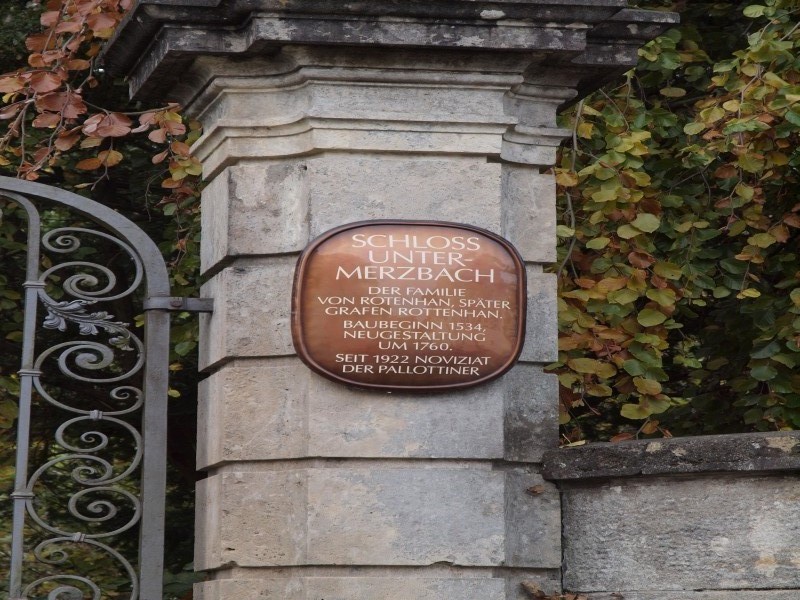 SCHLOSS
UNTER-
MERZBACH
DER FAMILIE
VON ROTENHAN, SPÄTER
GRAFEN ROTTENHAN.
BAUBEGINN 1534,
NEUGESTALTUNG
UM 1760.
SEIT 1922 NOVIZIAT
DER PALLOTTINER